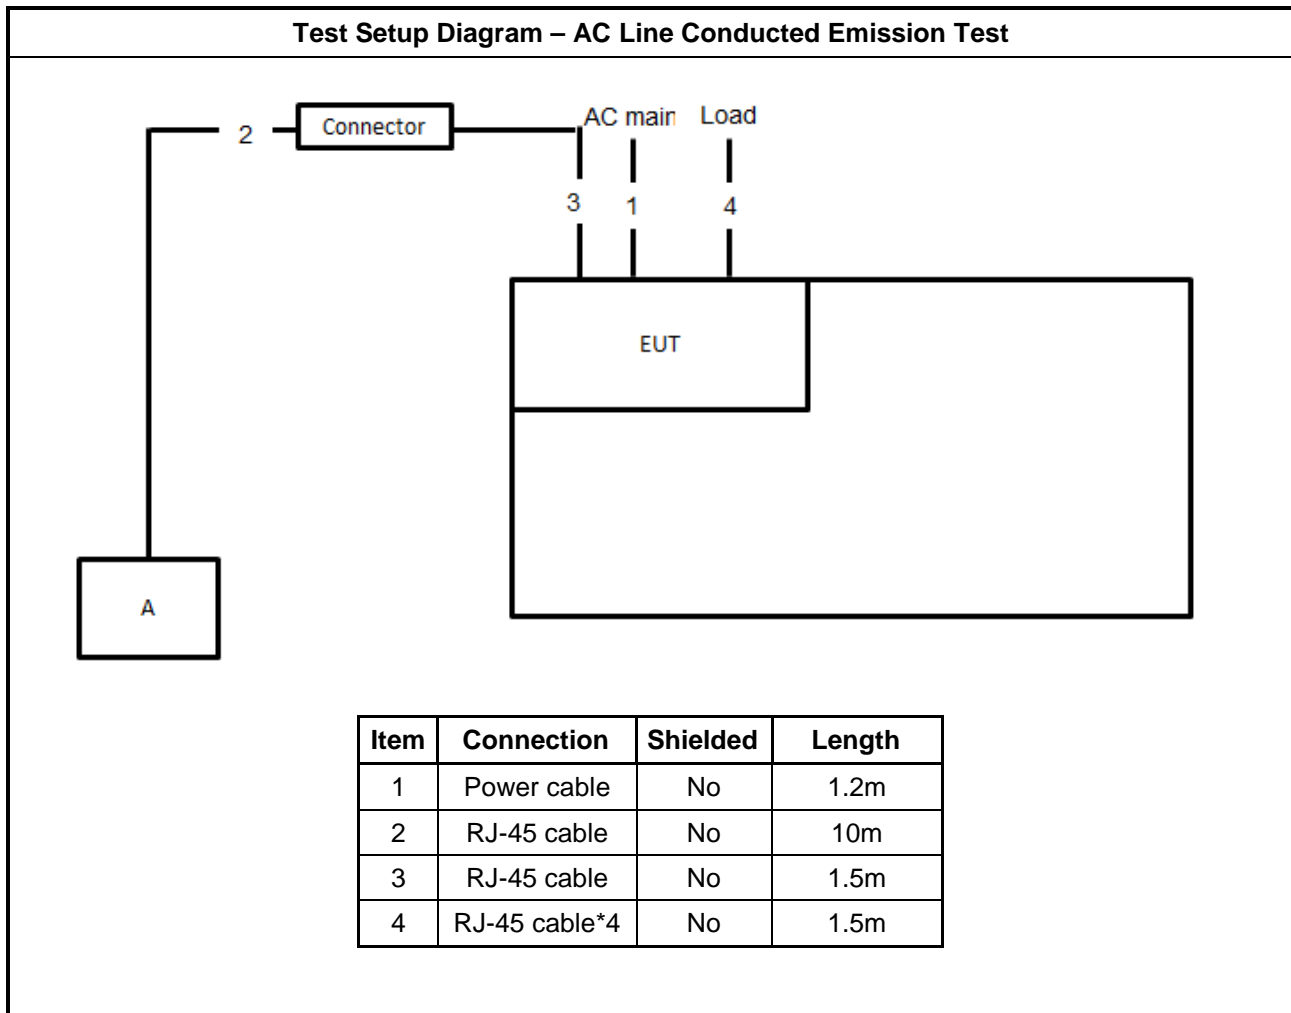 Test Setup Diagram – AC Line Conducted Emission Test
AC main Load
2 Connector
3 1 4
EUT
A
Item Connection Shielded Length
1 Power cable No 1.2m
2 RJ-45 cable No 10m
3 RJ-45 cable No 1.5m
4 RJ-45 cable*4 No 1.5m